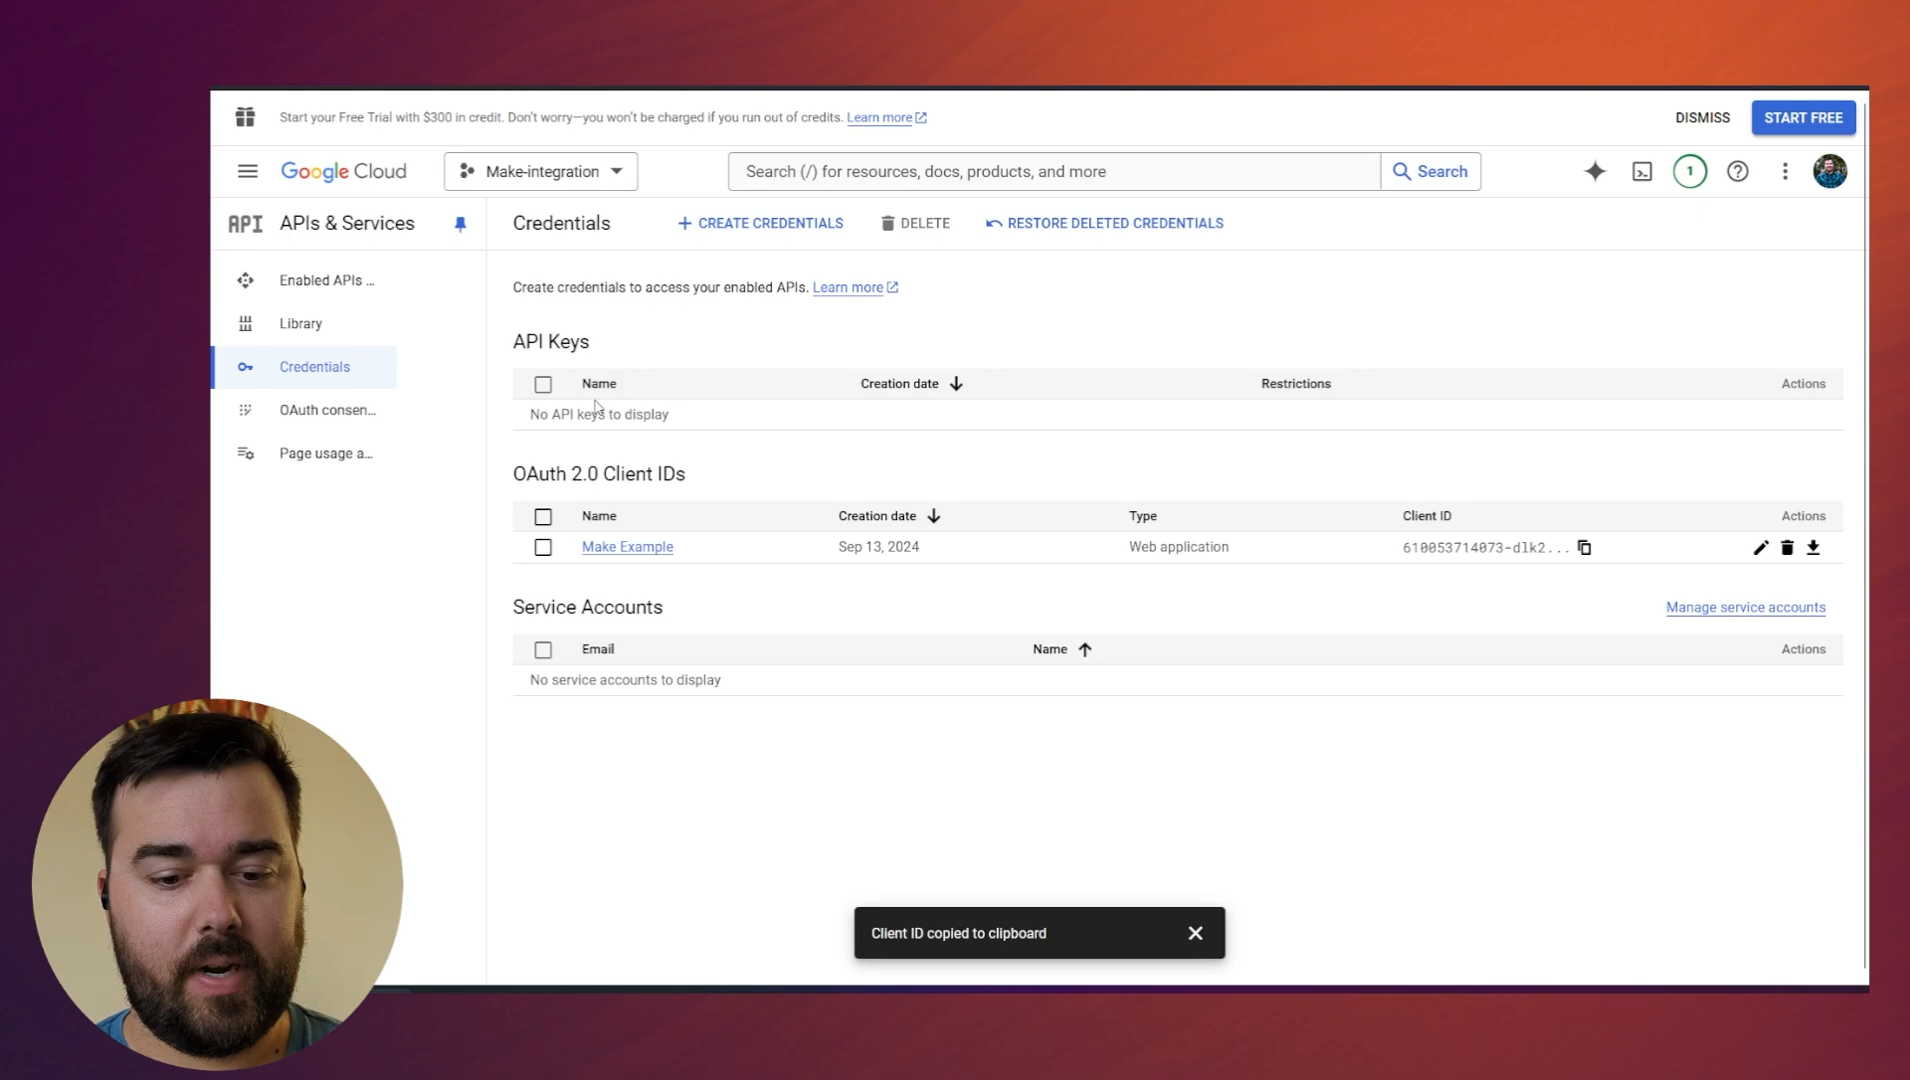 Start your Free Trial with $300 in credit. Don't worry—you won't be charged if you run out of credits. Learn more
DISMISS
START FREE
Google Cloud
Make-integration
Search (/) for resources, docs, products, and more
Search
1
API APIs & Services
Credentials
+ CREATE CREDENTIALS
DELETE
RESTORE DELETED CREDENTIALS
Enabled APIs ...
Library
Credentials
OAuth consen...
Page usage a...
Create credentials to access your enabled APIs. Learn more
API Keys
Name Creation date Restrictions Actions
No API keys to display
OAuth 2.0 Client IDs
Name Creation date Type Client ID Actions
Make Example Sep 13, 2024 Web application 610053714073-dlk2...
Service Accounts
Manage service accounts
Email Name Actions
No service accounts to display
Client ID copied to clipboard